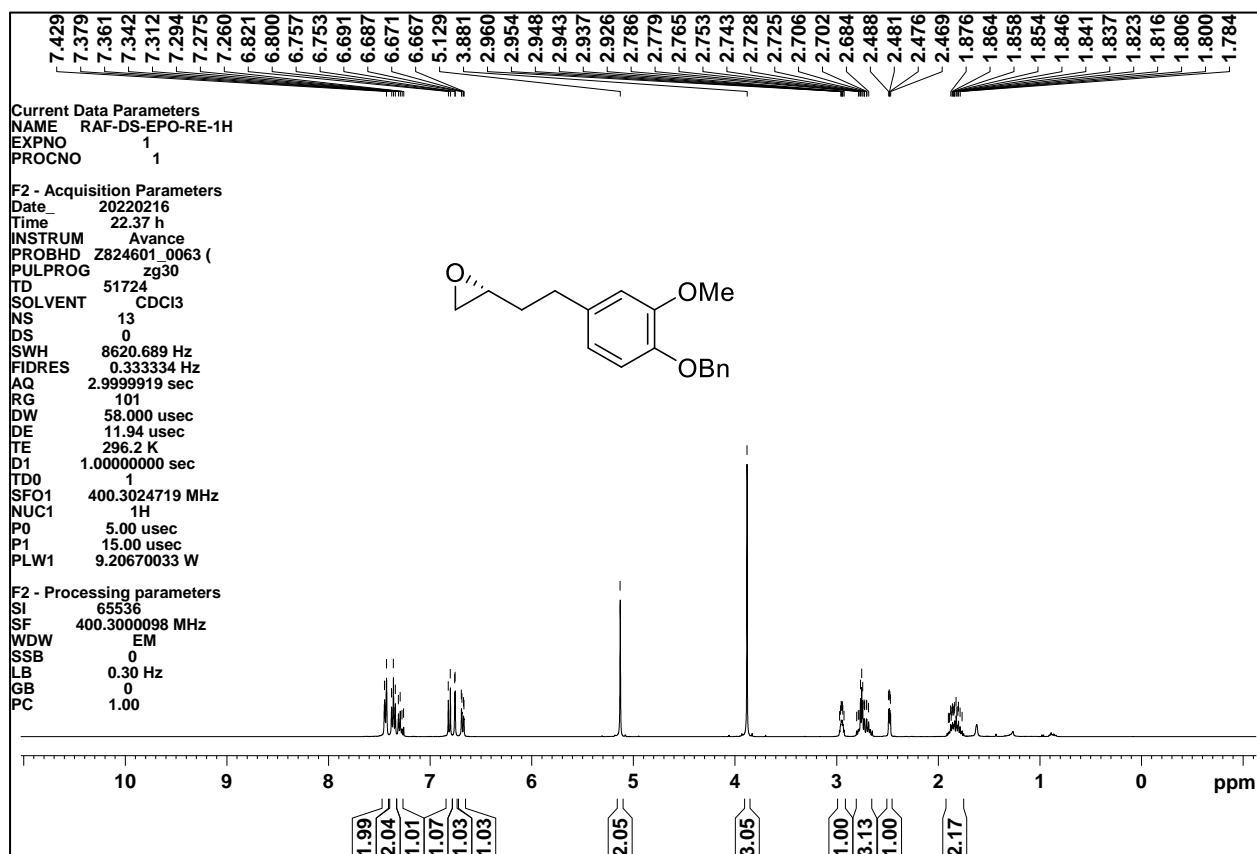 7.429 7.379 7.361 7.342 7.312 7.294 7.275 7.260 6.821 6.800 6.757 6.753 6.691 6.687 6.671 6.667 5.129 3.881 2.960 2.954 2.948 2.943 2.937 2.926 2.786 2.779 2.765 2.753 2.743 2.728 2.725 2.706 2.702 2.684 2.488 2.481 2.476 2.469 1.876 1.864 1.858 1.854 1.846 1.841 1.837 1.823 1.816 1.806 1.800 1.784
Current Data Parameters
NAME RAF-DS-EPO-RE-1H
EXPNO 1
PROCNO 1
F2 - Acquisition Parameters
Date_ 20220216
Time 22.37 h
INSTRUM Avance
PROBHD Z824601_0063 (
PULPROG zg30
TD 51724
SOLVENT CDCl3
NS 13
DS 0
SWH 8620.689 Hz
FIDRES 0.333334 Hz
AQ 2.9999919 sec
RG 101
DW 58.000 usec
DE 11.94 usec
TE 296.2 K
D1 1.00000000 sec
TD0 1
SFO1 400.3024719 MHz
NUC1 1H
P0 5.00 usec
P1 15.00 usec
PLW1 9.20670033 W
F2 - Processing parameters
SI 65536
SF 400.3000098 MHz
WDW EM
SSB 0
LB 0.30 Hz
GB 0
PC 1.00
O
OMe
OBn
10 9 8 7 6 5 4 3 2 1 0 ppm
1.99 2.04 1.01 1.07 1.03 1.03 2.05 3.05 1.00 3.13 1.00 2.17